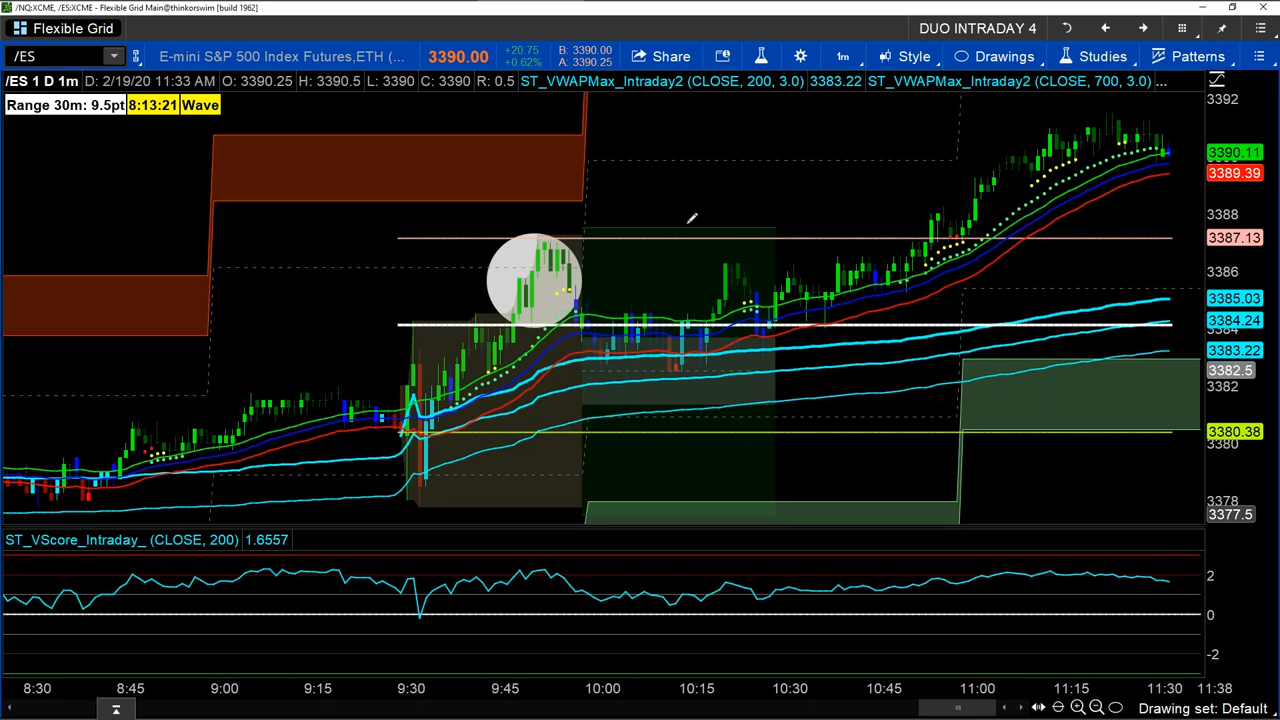 /NQ:XCME, /ES:XCME - Flexible Grid Main@thinkorswim [build 1962]
Flexible Grid
DUO INTRADAY 4
/ES
E-mini S&P 500 Index Futures,ETH (...
3390.00
+20.75
+0.62%
B: 3390.00
A: 3390.25
Share
1m
Style
Drawings
Studies
Patterns
/ES 1 D 1m
D: 2/19/20 11:33 AM
O: 3390.25
H: 3390.5
L: 3390
C: 3390
R: 0.5
ST_VWAPMax_Intraday2 (CLOSE, 200, 3.0)
3383.22
ST_VWAPMax_Intraday2 (CLOSE, 700, 3.0)
...
Range 30m: 9.5pt
8:13:21
Wave
3392
3390.11
3389.39
3388
3387.13
3386
3385.03
3384.24
3384
3383.22
3382.5
3382
3380.38
3380
3378
3377.5
ST_VScore_Intraday_ (CLOSE, 200)
1.6557
2
0
-2
8:30
8:45
9:00
9:15
9:30
9:45
10:00
10:15
10:30
10:45
11:00
11:15
11:30
11:38
Drawing set: Default